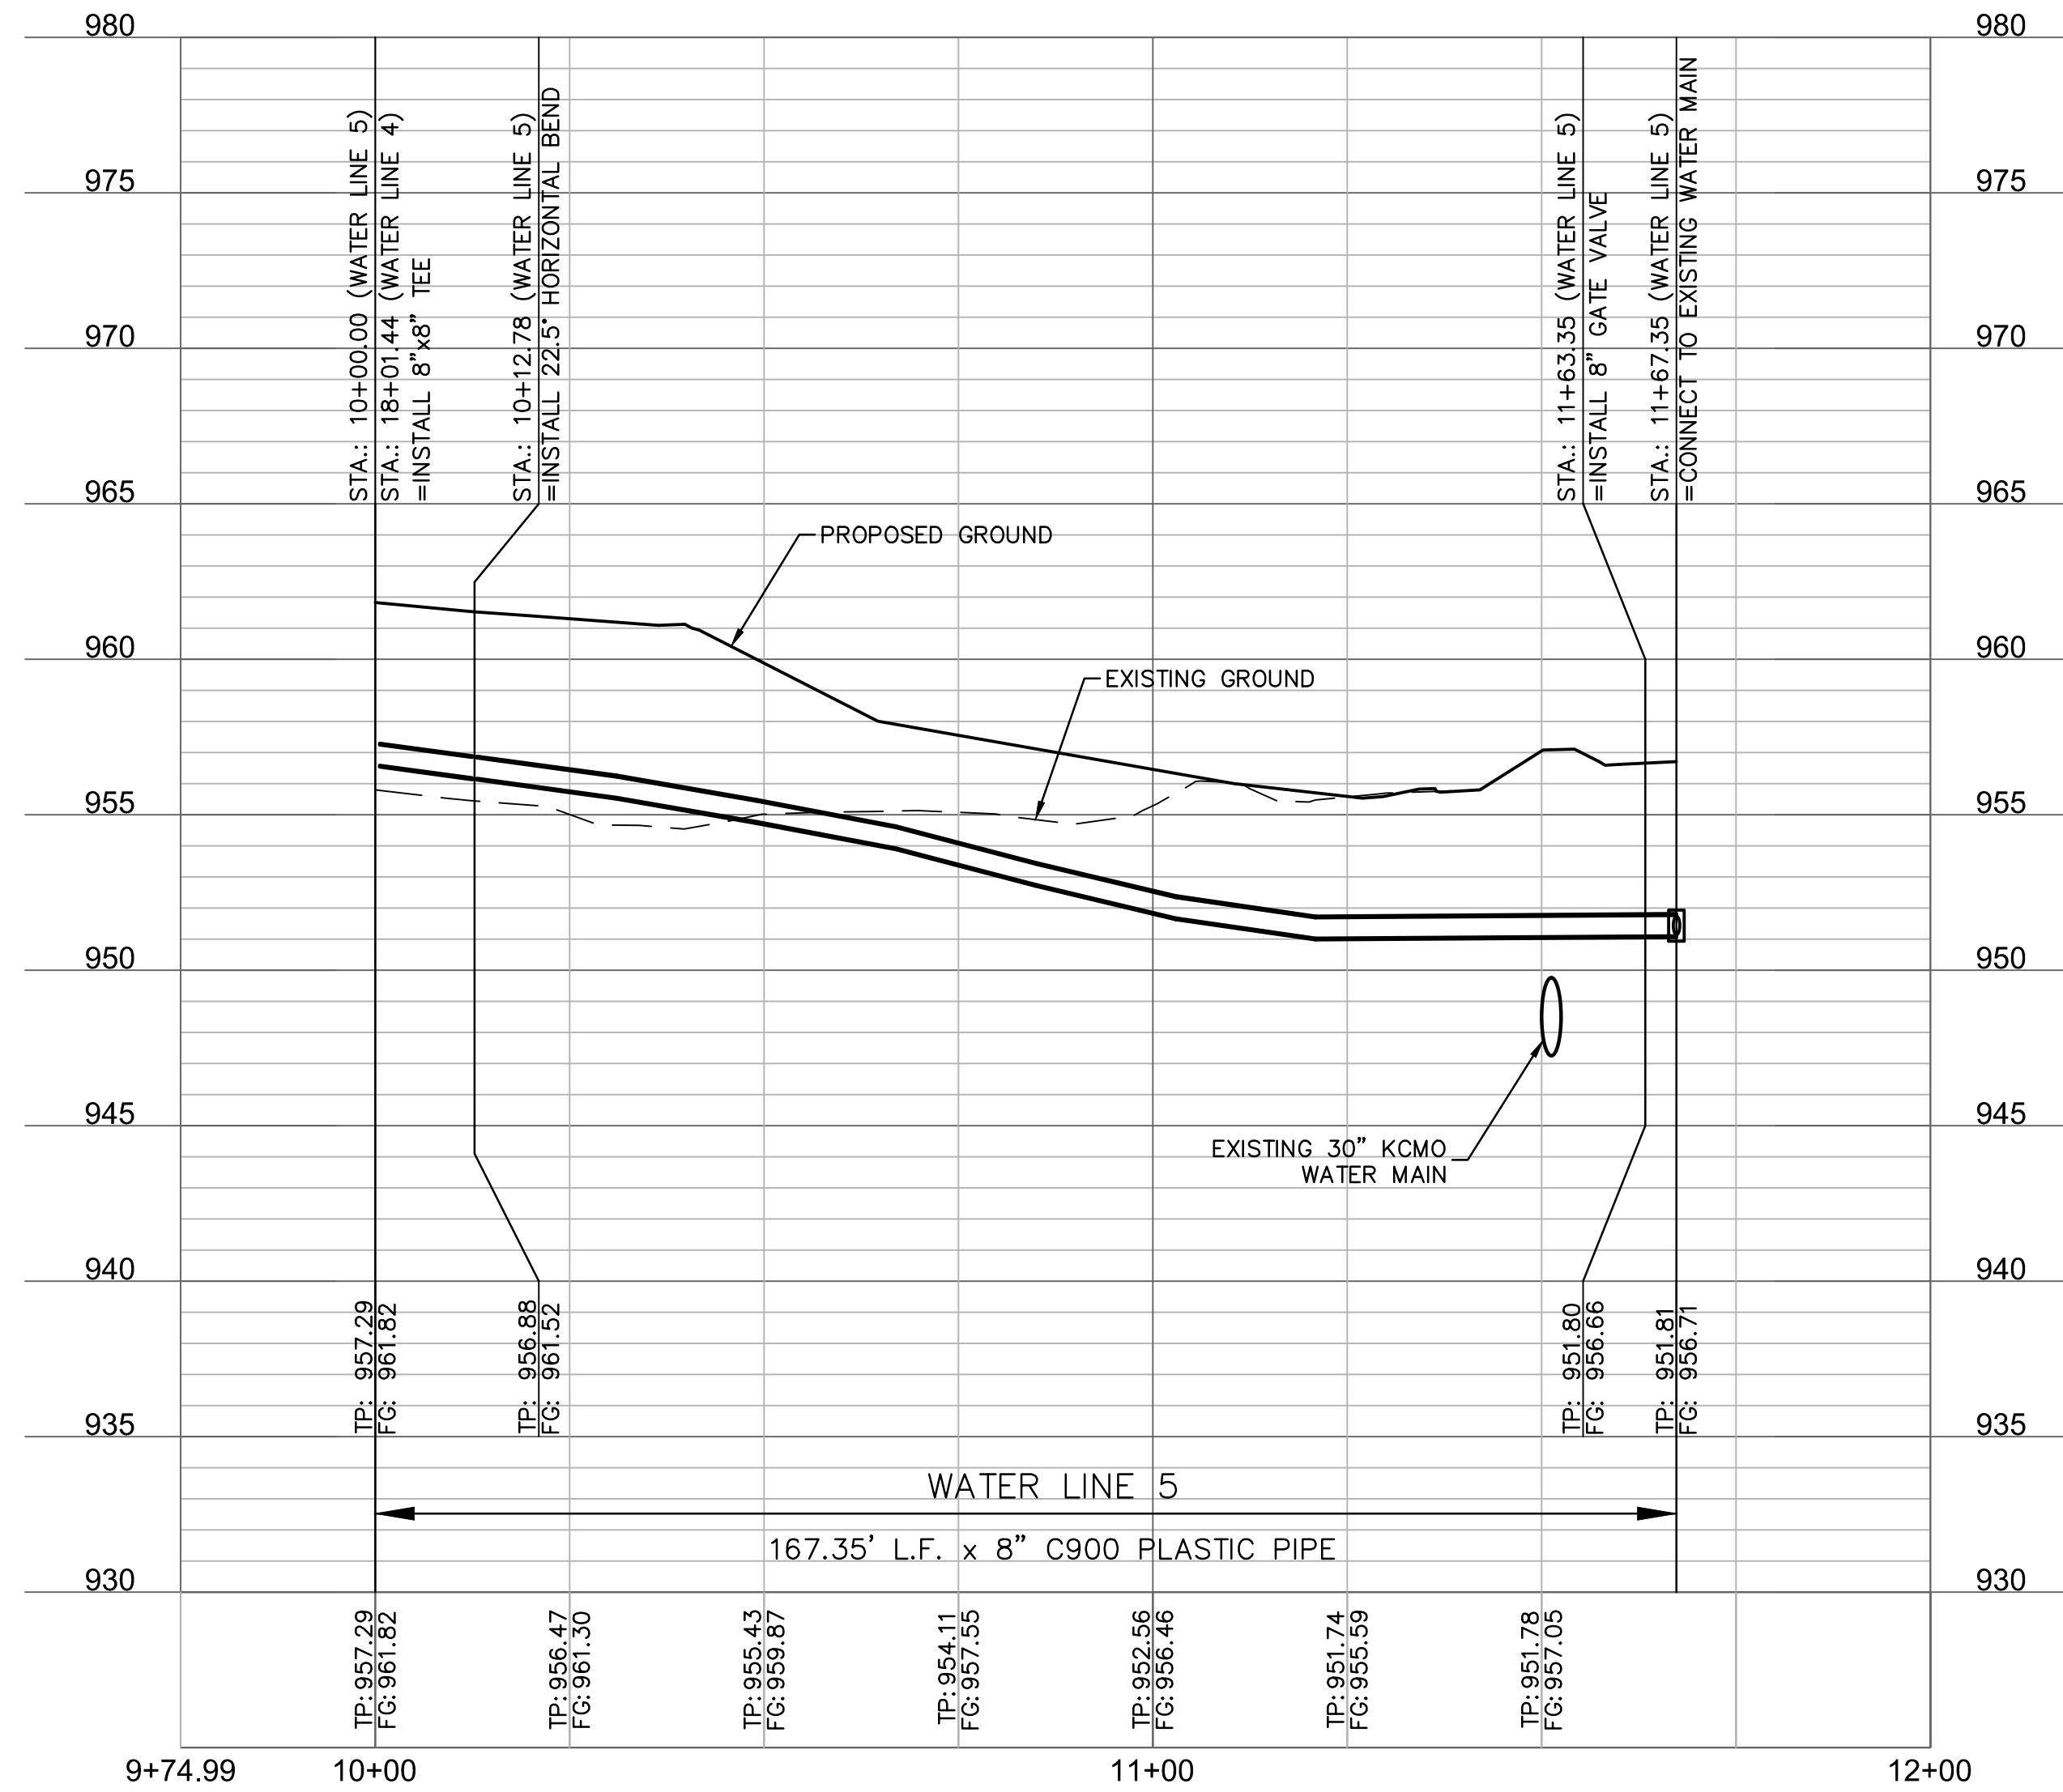 980
980
975
975
970
970
965
965
960
960
955
955
950
950
945
945
940
940
935
935
930
930
STA.: 10+00.00 (WATER LINE 5)
STA.: 18+01.44 (WATER LINE 4)
=INSTALL 8"x8" TEE
STA.: 10+12.78 (WATER LINE 5)
=INSTALL 22.5° HORIZONTAL BEND
STA.: 11+63.35 (WATER LINE 5)
=INSTALL 8" GATE VALVE
STA.: 11+67.35 (WATER LINE 5)
=CONNECT TO EXISTING WATER MAIN
PROPOSED GROUND
EXISTING GROUND
EXISTING 30" KCMO
WATER MAIN
TP: 957.29
FG: 961.82
TP: 956.88
FG: 961.52
TP: 951.80
FG: 956.66
TP: 951.81
FG: 956.71
WATER LINE 5
167.35' L.F. x 8" C900 PLASTIC PIPE
TP: 957.29
FG: 961.82
TP: 956.47
FG: 961.30
TP: 955.43
FG: 959.87
TP: 954.11
FG: 957.55
TP: 952.56
FG: 956.46
TP: 951.74
FG: 955.59
TP: 951.78
FG: 957.05
9+74.99
10+00
11+00
12+00